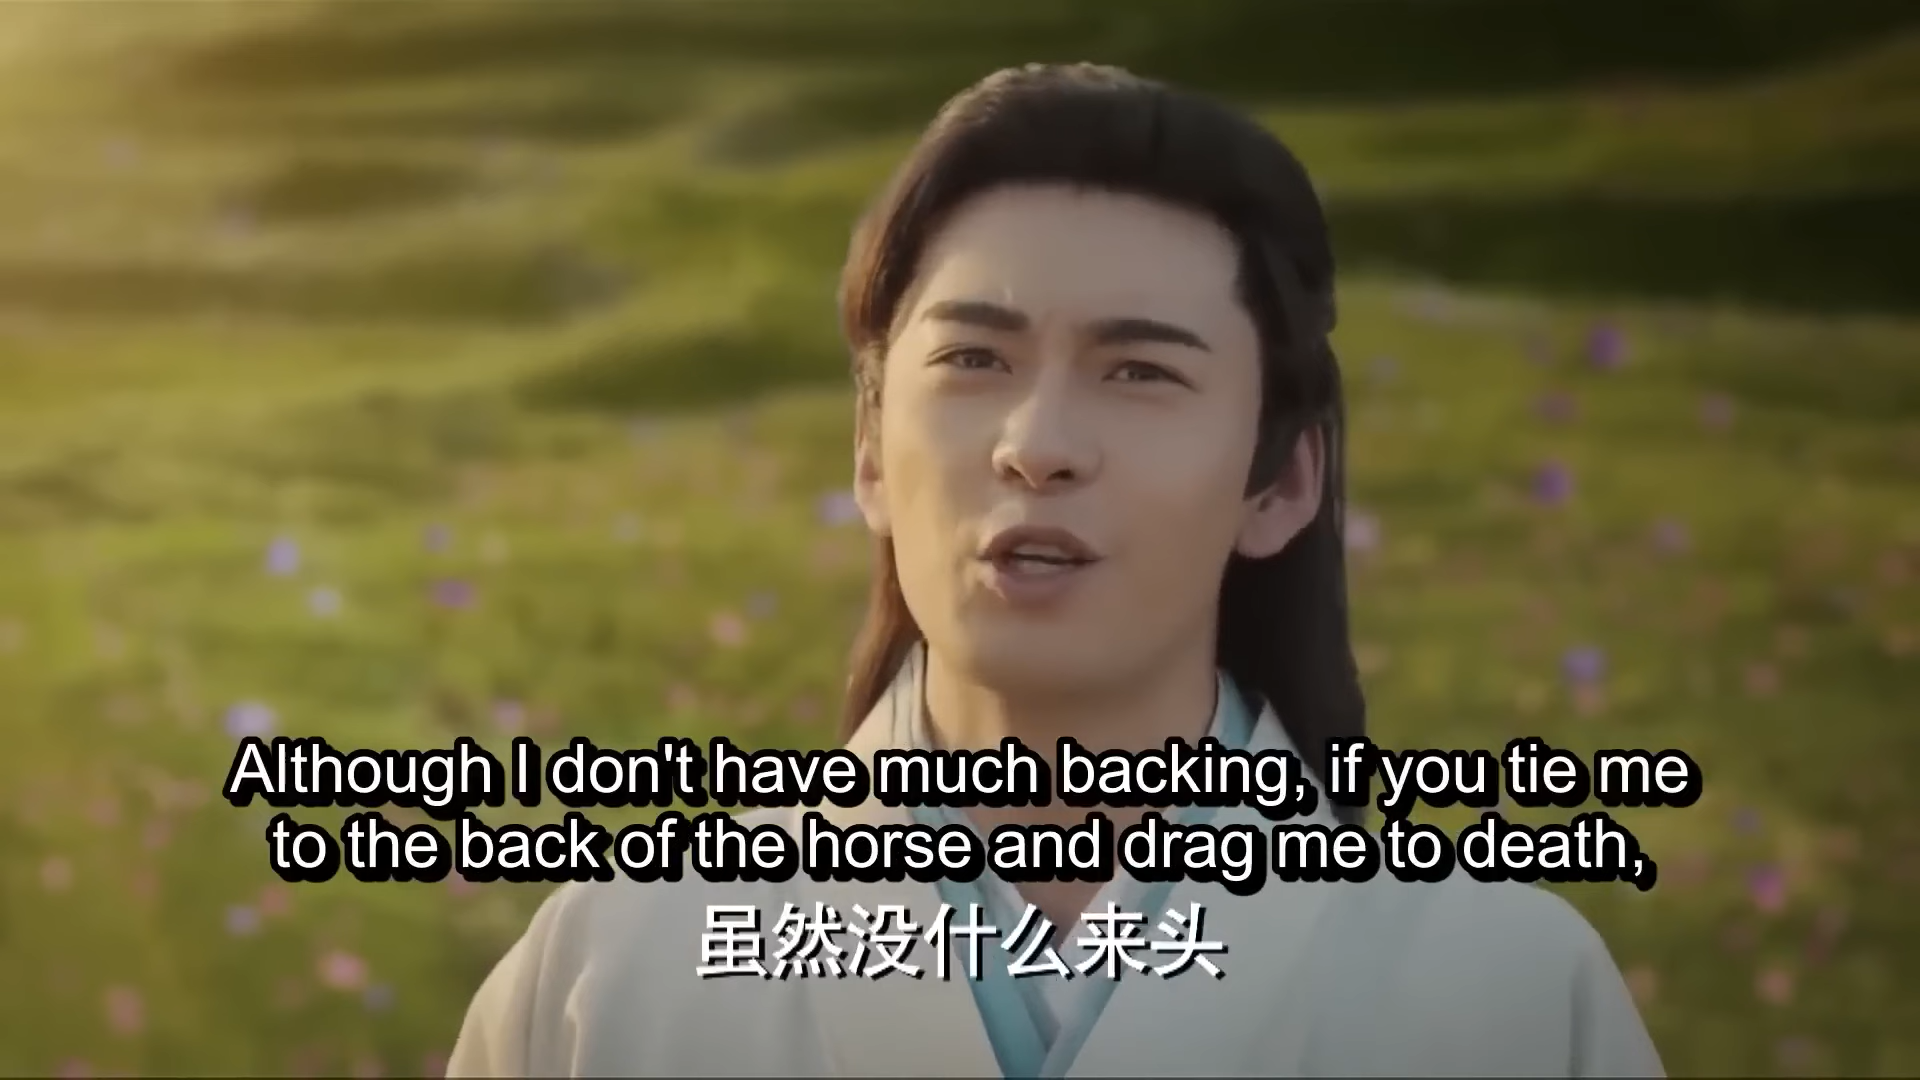 Although I don't have much backing, if you tie me
to the back of the horse and drag me to death,
虽然没什么来头